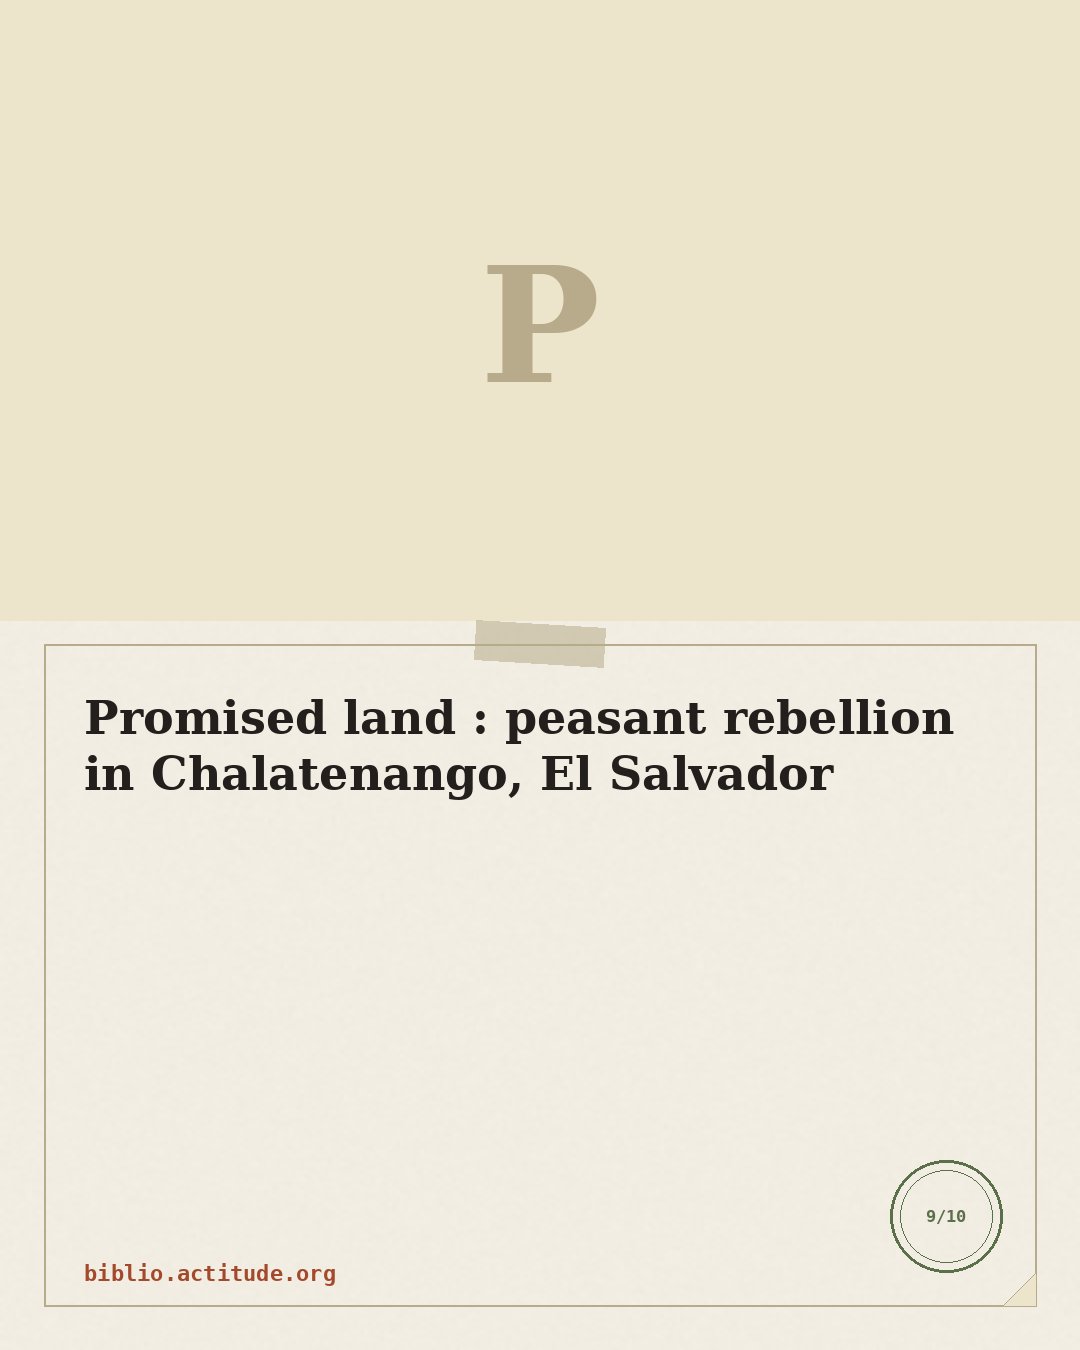 P
Promised land : peasant rebellion
in Chalatenango, El Salvador
9/10
biblio.actitude.org